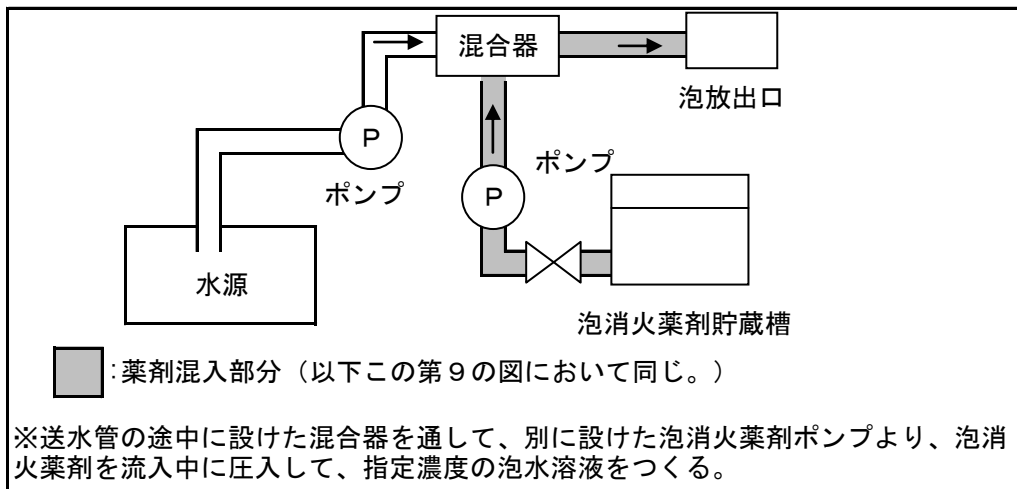 混合器
泡放出口
P
ポンプ
ポンプ
P
水源
泡消火薬剤貯蔵槽
:薬剤混入部分（以下この第９の図において同じ。）
※送水管の途中に設けた混合器を通して、別に設けた泡消火薬剤ポンプより、泡消
火薬剤を流入中に圧入して、指定濃度の泡水溶液をつくる。